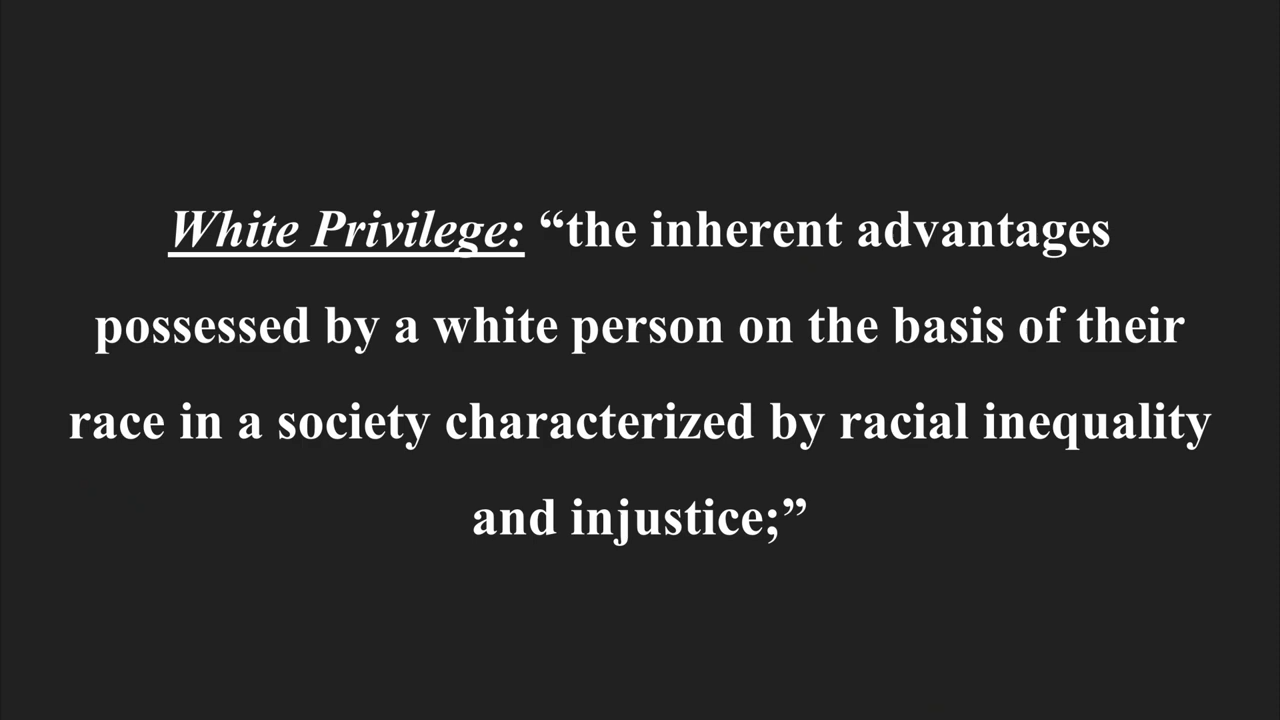 White Privilege: “the inherent advantages
possessed by a white person on the basis of their
race in a society characterized by racial inequality
and injustice;”